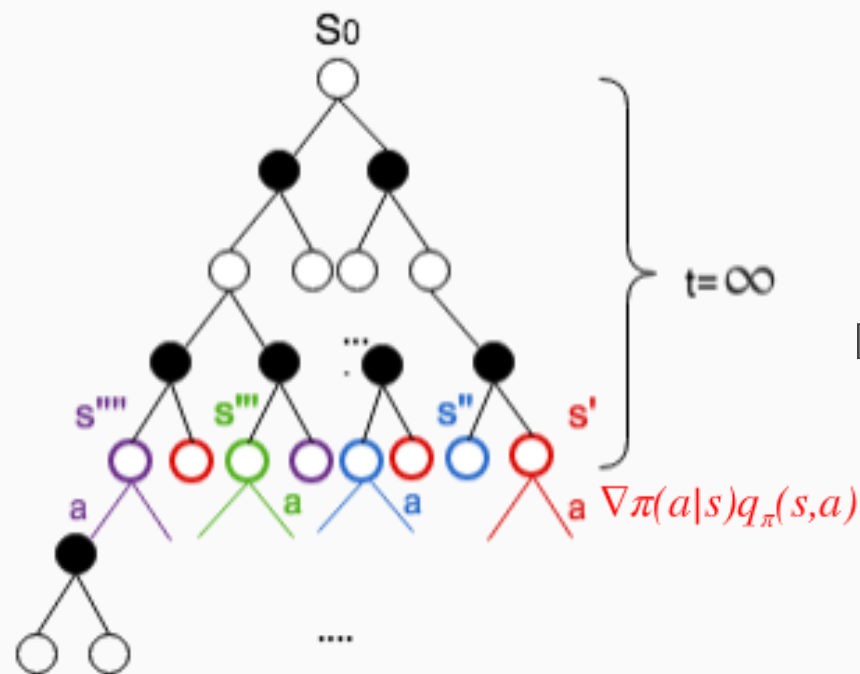 S0
t=∞
...
.
s"" s"' s" s'
a a a a ∇π(a|s)qπ(s,a)
....